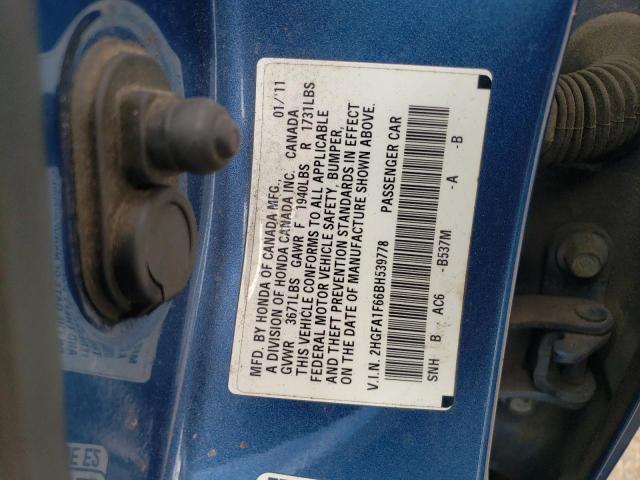 MFD. BY HONDA OF CANADA MFG., 01/'11
A DIVISION OF HONDA CANADA INC. CANADA
GVWR 3671LBS GAWR F 1940LBS R 1731LBS
THIS VEHICLE CONFORMS TO ALL APPLICABLE
FEDERAL MOTOR VEHICLE SAFETY, BUMPER,
AND THEFT PREVENTION STANDARDS IN EFFECT
ON THE DATE OF MANUFACTURE SHOWN ABOVE.
V.I.N. 2HGFA1F66BH539778 PASSENGER CAR
SNH B AC6 -B537M -A -B
E ES